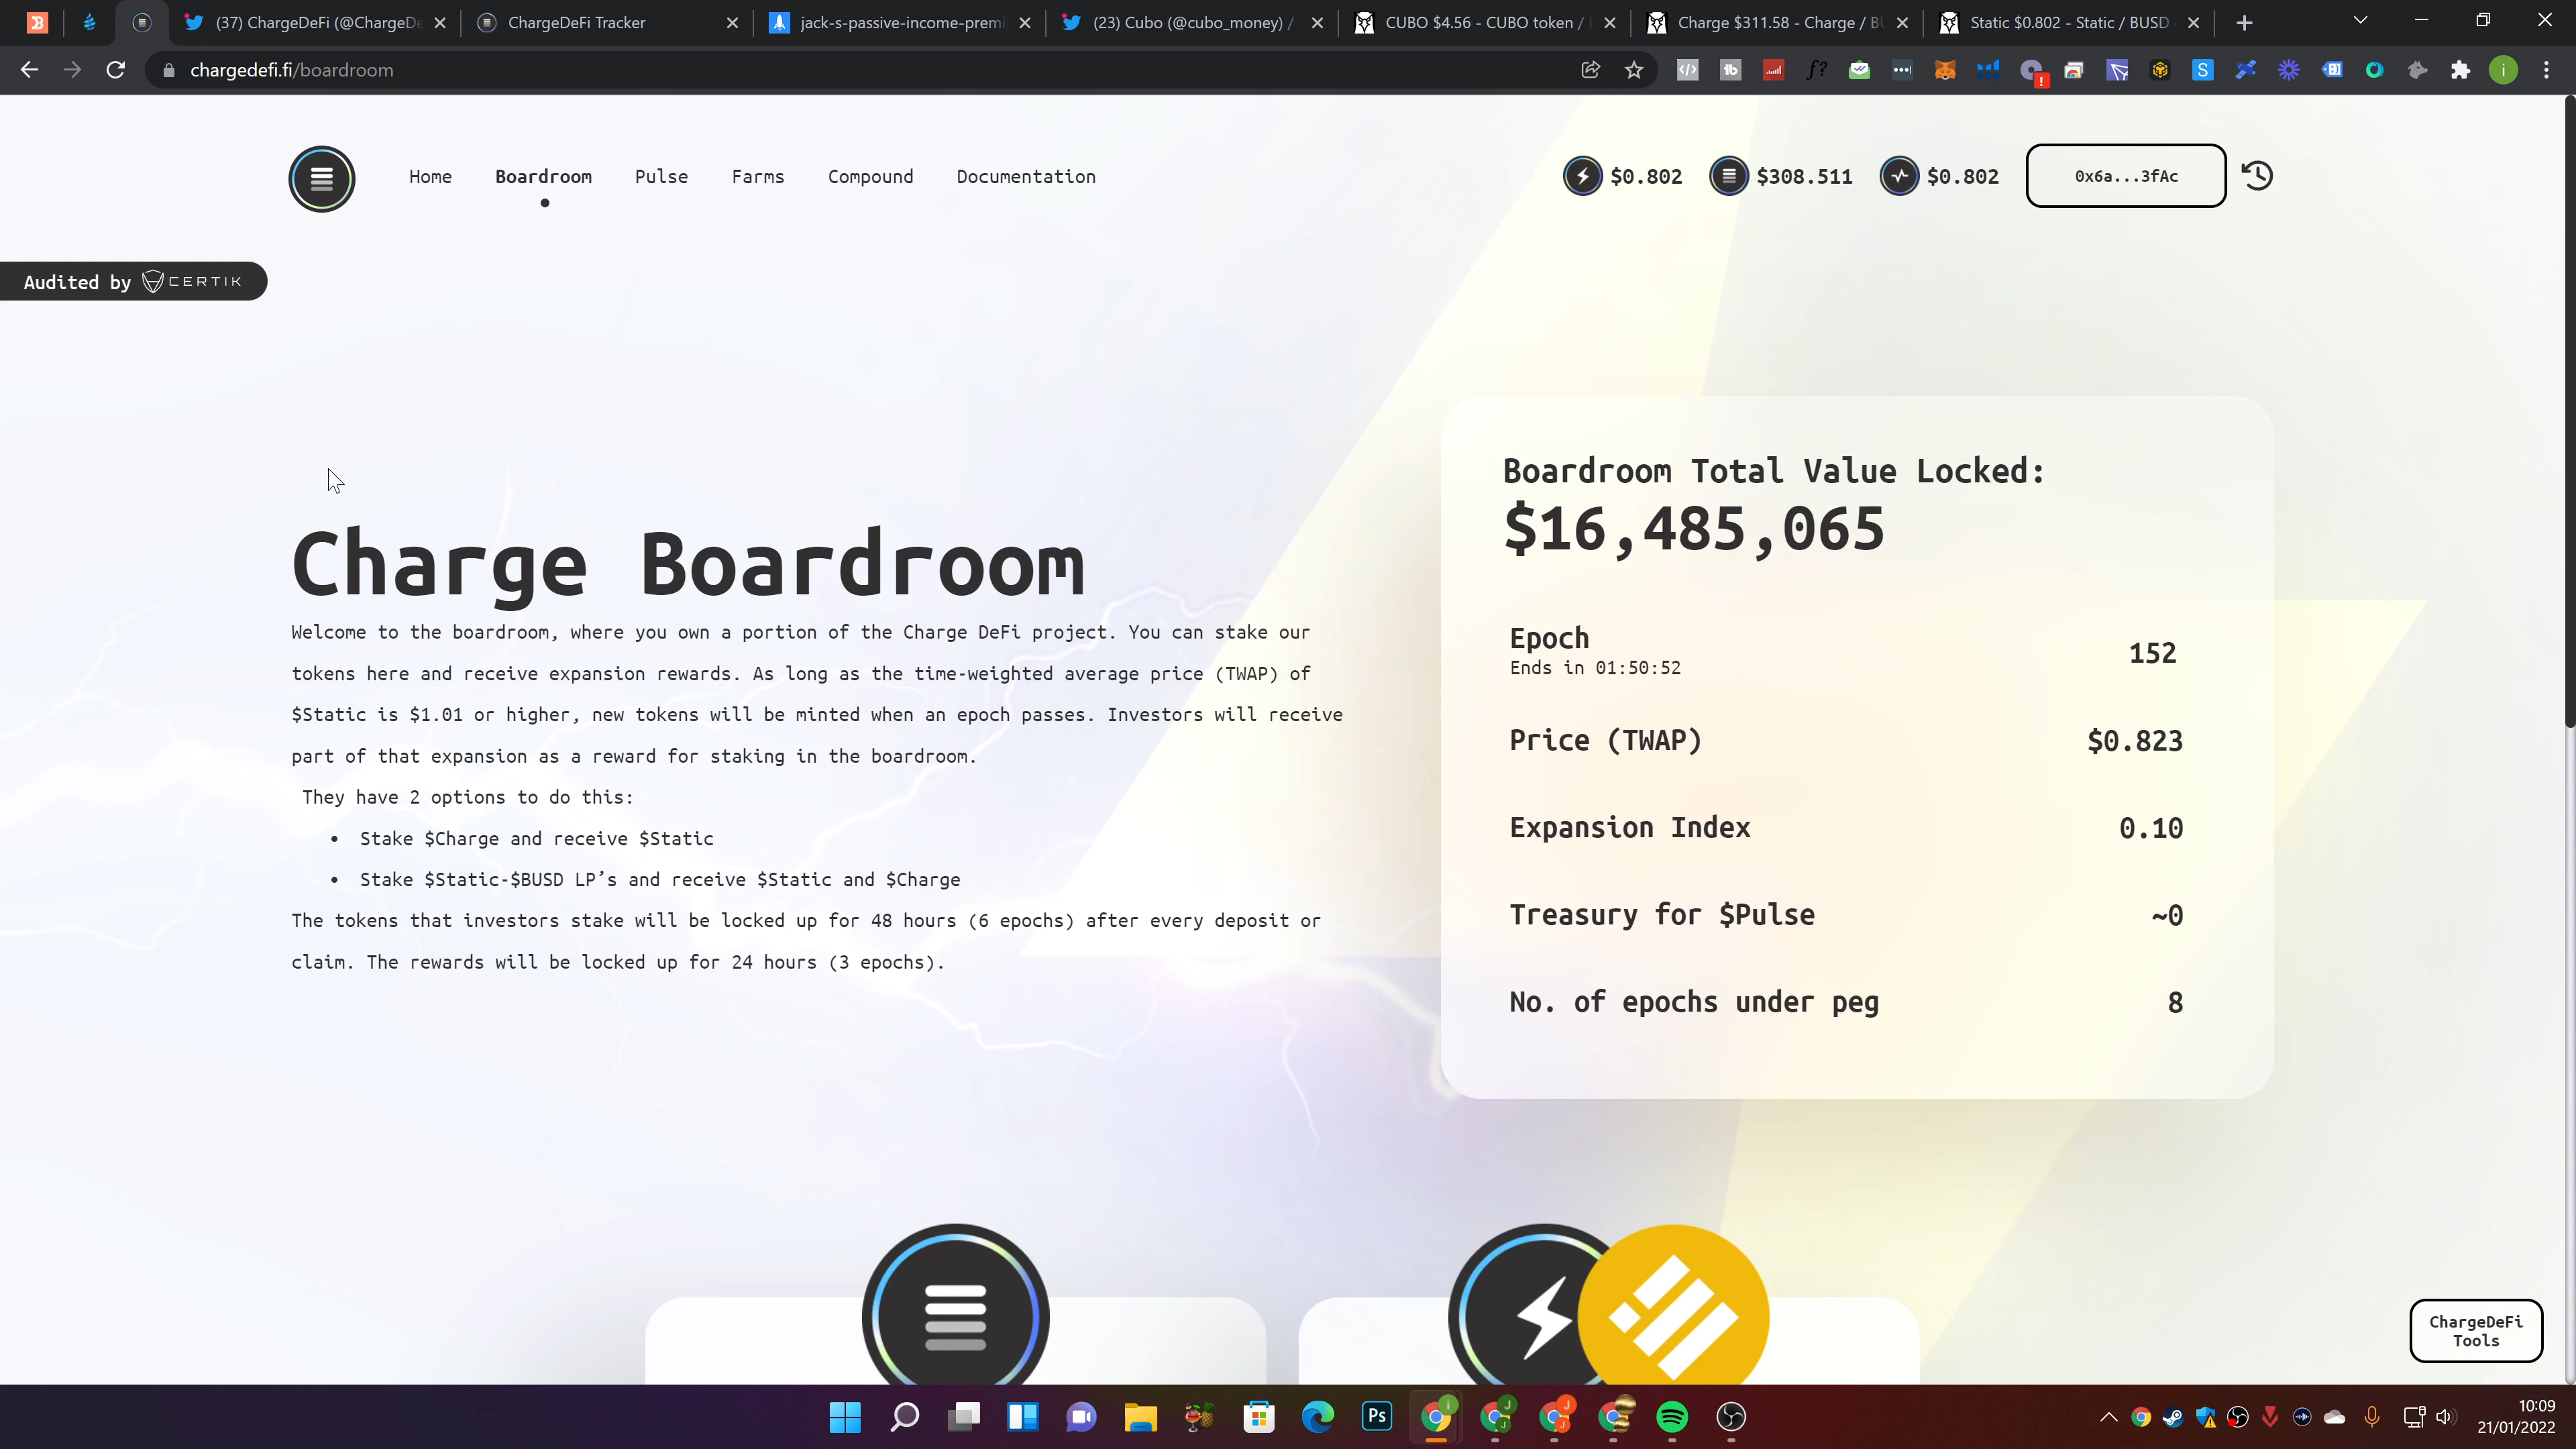 (37) ChargeDeFi (@ChargeDe
ChargeDeFi Tracker
jack-s-passive-income-premi
(23) Cubo (@cubo_money) /
CUBO $4.56 - CUBO token /
Charge $311.58 - Charge / B
Static $0.802 - Static / BUSD
chargedefi.fi/boardroom
Home
Boardroom
Pulse
Farms
Compound
Documentation
$0.802
$308.511
$0.802
0x6a...3fAc
Audited by CERTIK
Charge Boardroom
Welcome to the boardroom, where you own a portion of the Charge DeFi project. You can stake our
tokens here and receive expansion rewards. As long as the time-weighted average price (TWAP) of
$Static is $1.01 or higher, new tokens will be minted when an epoch passes. Investors will receive
part of that expansion as a reward for staking in the boardroom.
They have 2 options to do this:
• Stake $Charge and receive $Static
• Stake $Static-$BUSD LP’s and receive $Static and $Charge
The tokens that investors stake will be locked up for 48 hours (6 epochs) after every deposit or
claim. The rewards will be locked up for 24 hours (3 epochs).
Boardroom Total Value Locked:
$16,485,065
Epoch
Ends in 01:50:52
152
Price (TWAP)
$0.823
Expansion Index
0.10
Treasury for $Pulse
~0
No. of epochs under peg
8
ChargeDeFi
Tools
Ps
10:09
21/01/2022